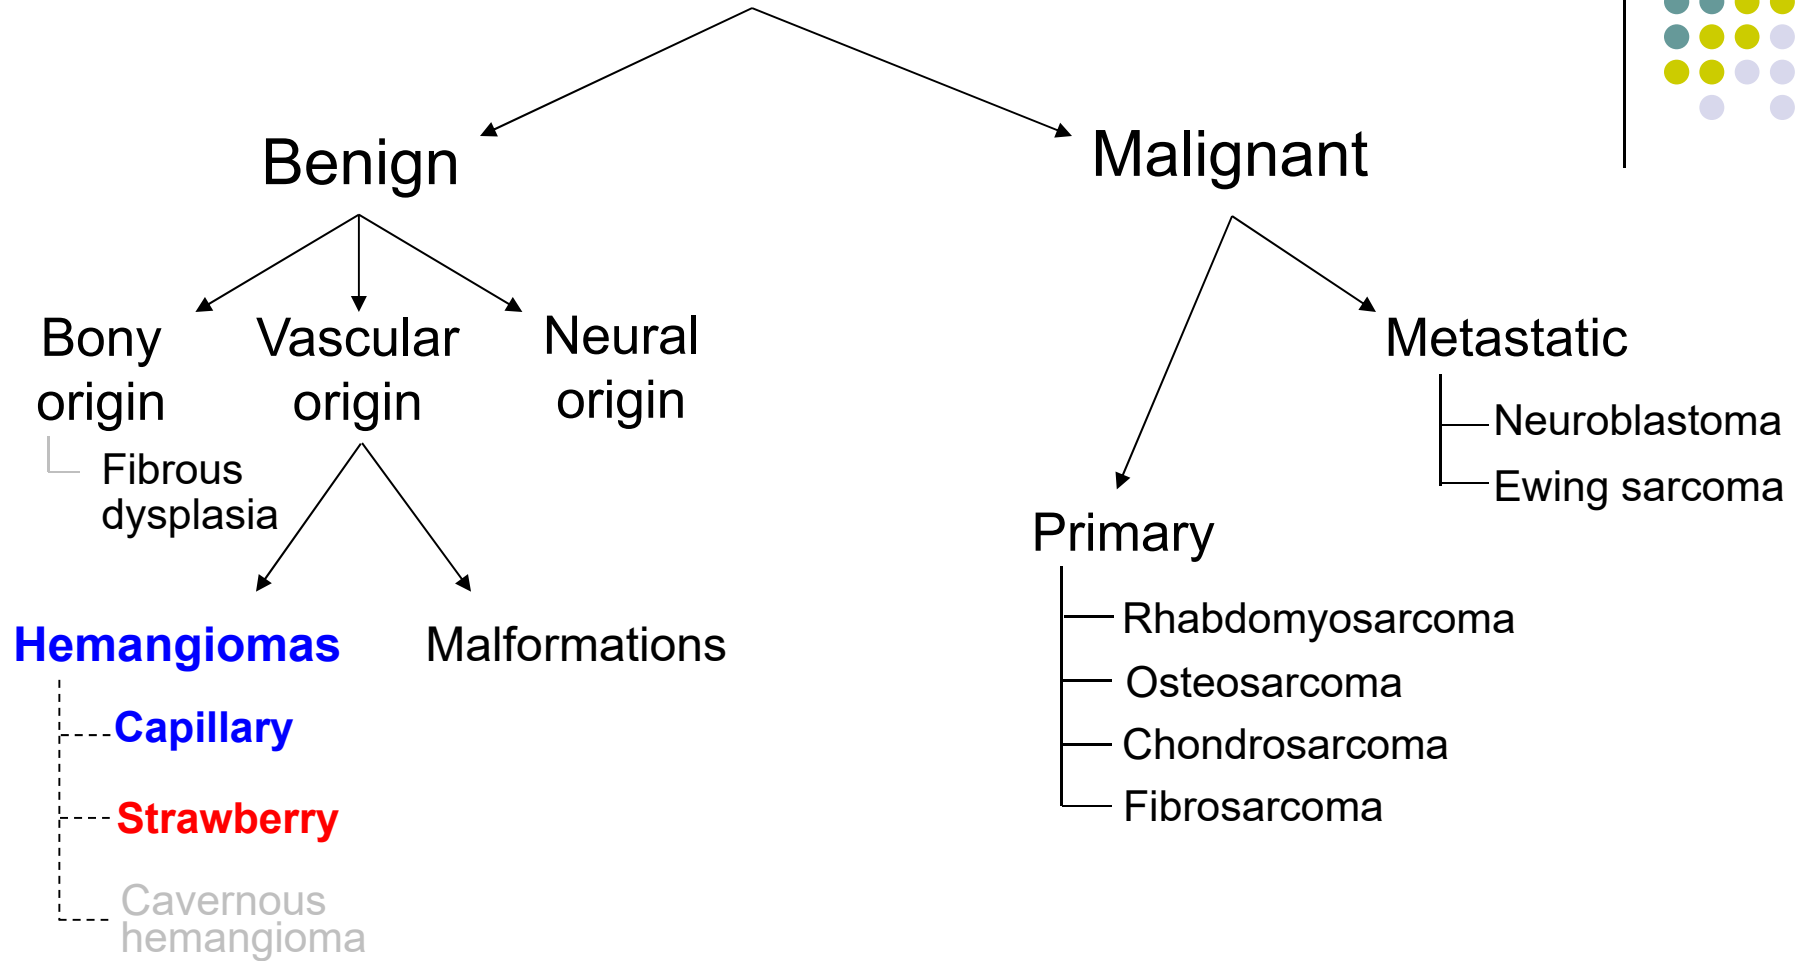 Benign
Malignant
Bony
origin
Vascular
origin
Neural
origin
Metastatic
Neuroblastoma
Ewing sarcoma
Fibrous
dysplasia
Primary
Rhabdomyosarcoma
Osteosarcoma
Chondrosarcoma
Fibrosarcoma
Hemangiomas
Malformations
Capillary
Strawberry
Cavernous
hemangioma